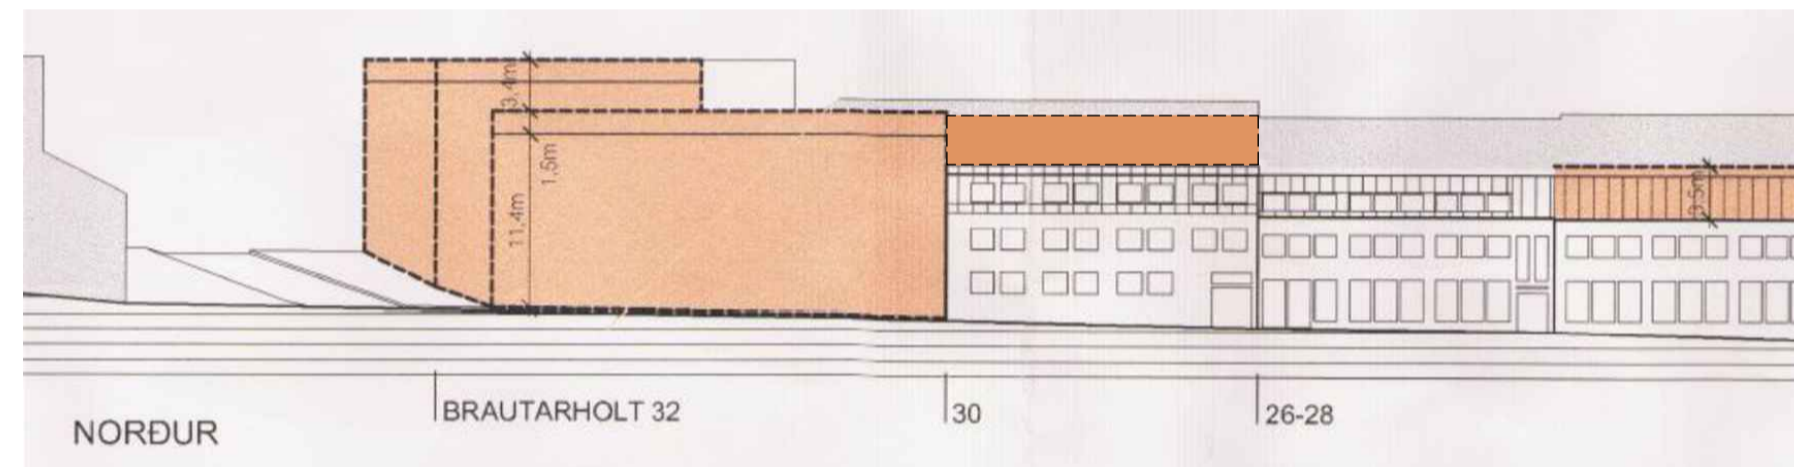 3,4m
1,5m
11,4m
3,5m
BRAUTARHOLT 32
30
26-28
NORÐUR